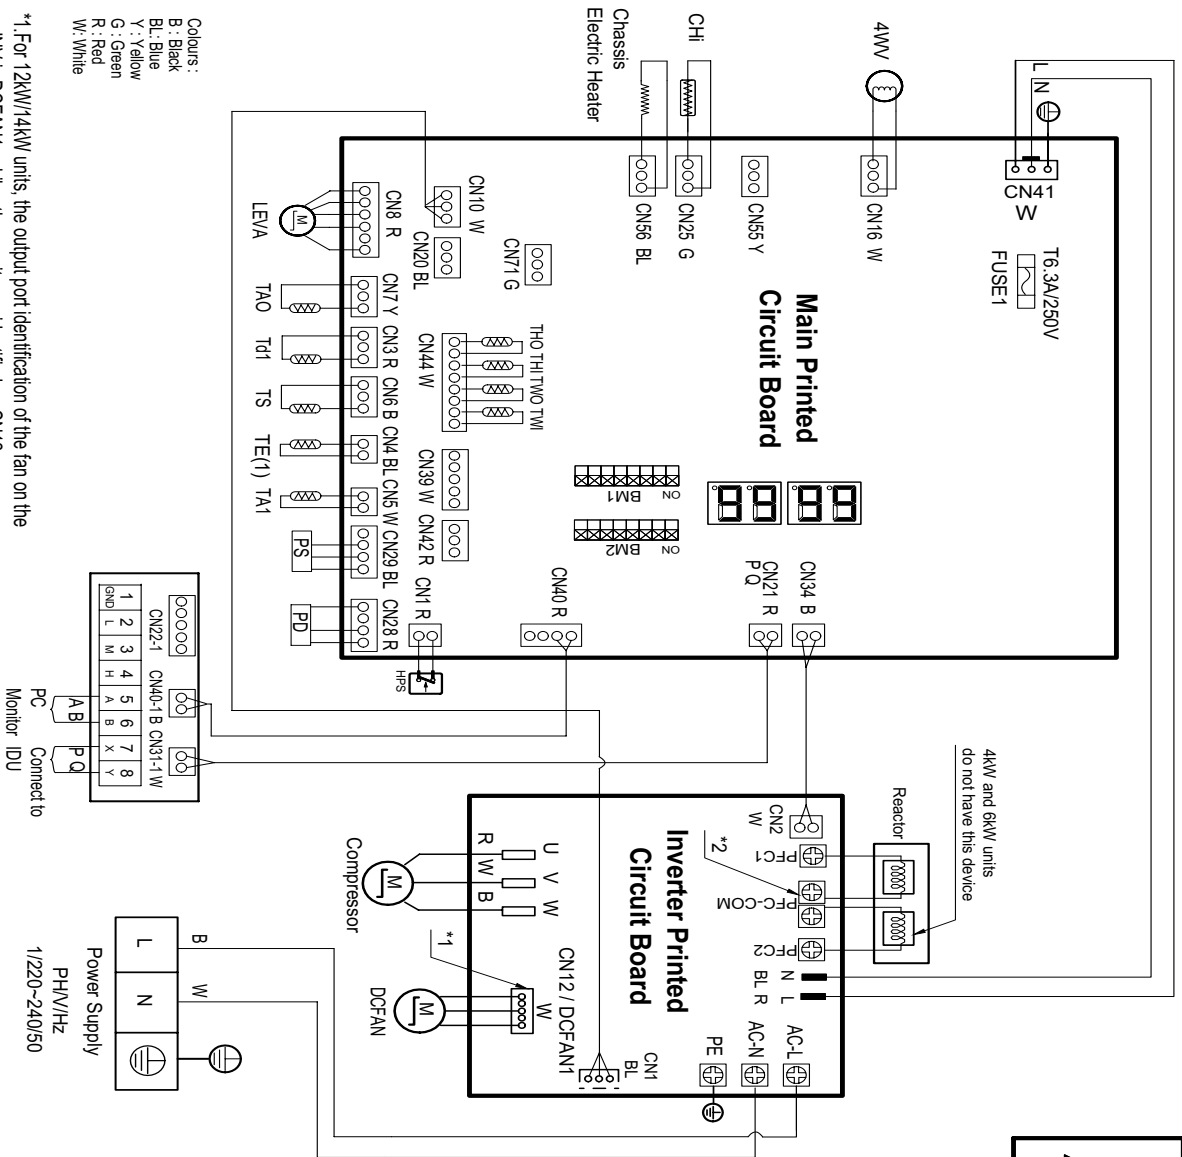 L
N
CN41
W
T6.3A/250V
FUSE1
4WV
CN16 W
CHi
CN55 Y
CN25 G
CN56 BL
Chassis
Electric Heater
Main Printed
Circuit Board
CN71 G
CN10 W
CN20 BL
CN8 R
LEVA
CN7 Y
TAO
CN3 R
Td1
CN6 B
TS
CN4 BL
TE(1)
CN5 W
TA1
CN29 BL
PS
CN28 R
PD
CN1 R
HPS
THO THI TWO TWI
CN44 W
CN39 W
CN42 R
BM1
ON
BM2
ON
CN40 R
CN21 R
P Q
CN34 B
Colours :
B : Black
BL: Blue
Y : Yellow
G : Green
R : Red
W: White
*1.For 12kW/14kW units, the output port identification of the fan on the
CN22-1
CN40-1 B
CN31-1 W
1 2 3 4 5 6 7 8
GND L M H A B X Y
A B
P Q
PC
Monitor
Connect to
IDU
4kW and 6kW units
do not have this device
Reactor
CN2
W
PFC1
*2
PFC-COM
PFC2
N L
BL R
Inverter Printed
Circuit Board
AC-L
AC-N
PE
U V W
R W B
Compressor
M
*1
CN12 / DCFAN1
W
DCFAN
M
CN1
BL
B
W
L
N
Power Supply
PH/V/Hz
1/220~240/50